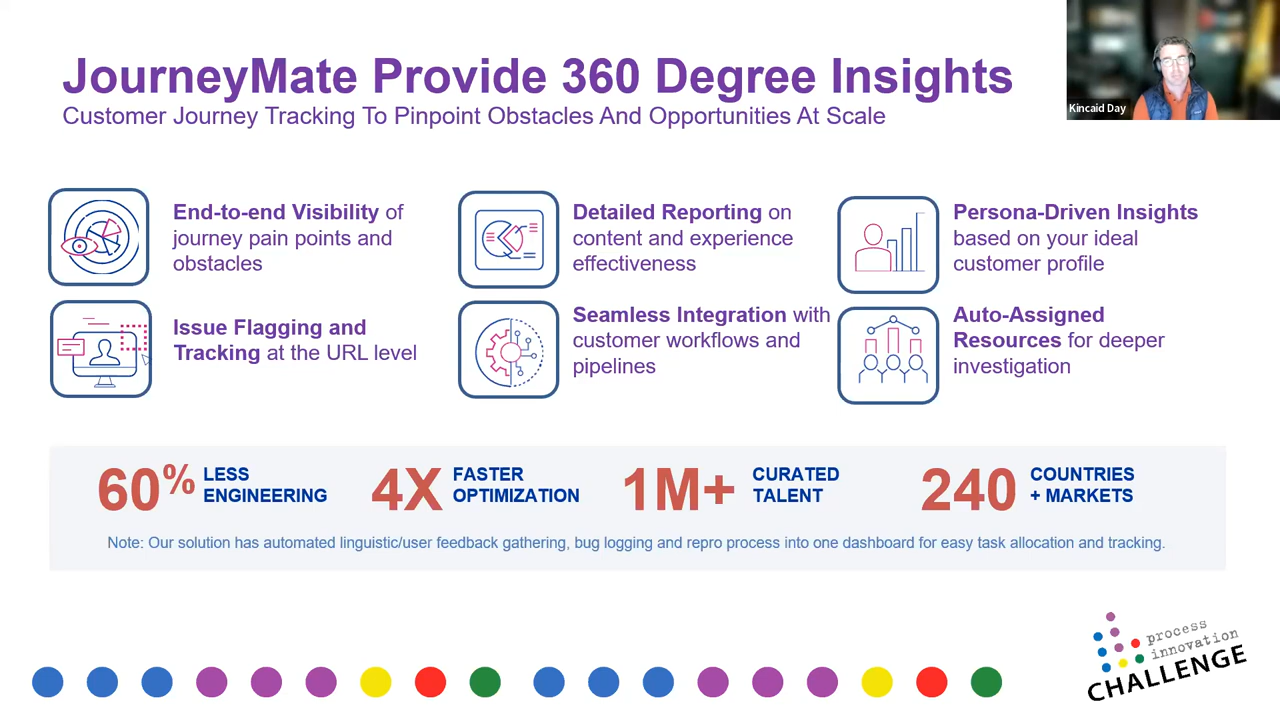 JourneyMate Provide 360 Degree Insights
Customer Journey Tracking To Pinpoint Obstacles And Opportunities At Scale
Kincaid Day
End-to-end Visibility of
journey pain points and
obstacles
Detailed Reporting on
content and experience
effectiveness
Persona-Driven Insights
based on your ideal
customer profile
Issue Flagging and
Tracking at the URL level
Seamless Integration with
customer workflows and
pipelines
Auto-Assigned
Resources for deeper
investigation
60% LESS
ENGINEERING
4X FASTER
OPTIMIZATION
1M+ CURATED
TALENT
240 COUNTRIES
+ MARKETS
Note: Our solution has automated linguistic/user feedback gathering, bug logging and repro process into one dashboard for easy task allocation and tracking.
process
innovation
CHALLENGE